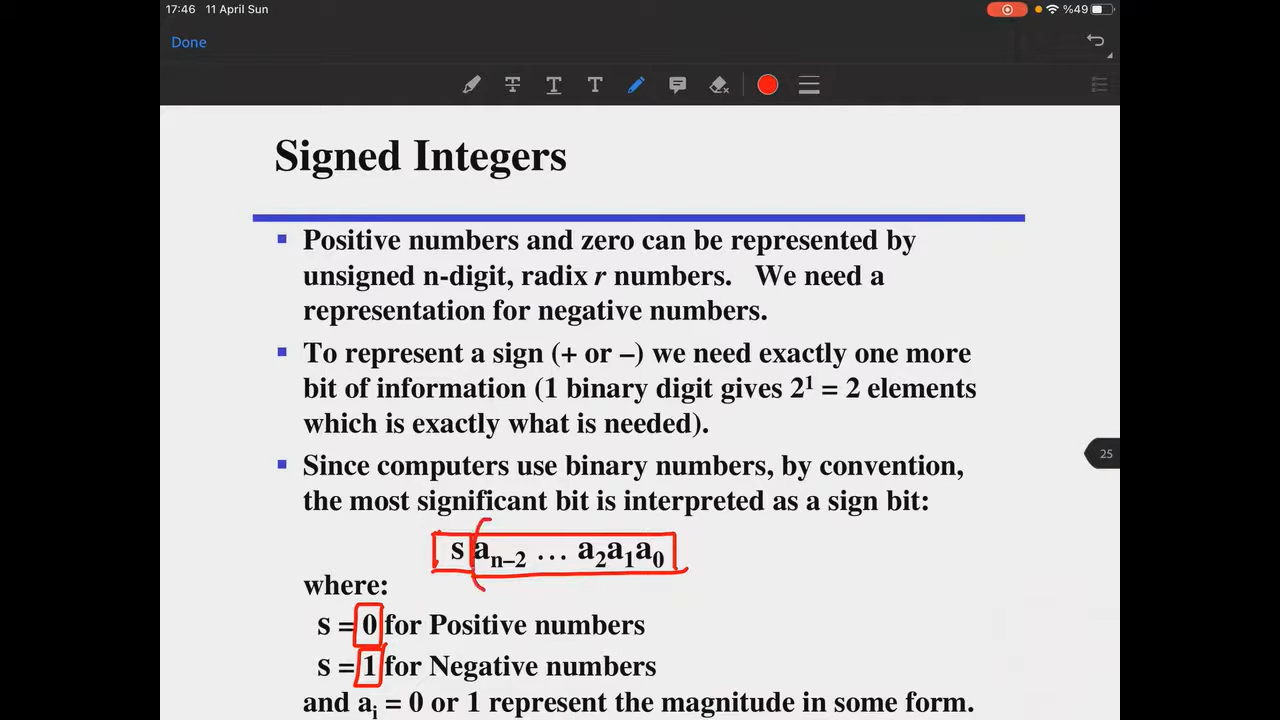 17:46 11 April Sun %49
Done
T T
Signed Integers
▪ Positive numbers and zero can be represented by
unsigned n-digit, radix r numbers. We need a
representation for negative numbers.
▪ To represent a sign (+ or –) we need exactly one more
bit of information (1 binary digit gives 2¹ = 2 elements
which is exactly what is needed).
▪ Since computers use binary numbers, by convention,
the most significant bit is interpreted as a sign bit:
s aₙ₋₂ … a₂a₁a₀
where:
s = 0 for Positive numbers
s = 1 for Negative numbers
and aᵢ = 0 or 1 represent the magnitude in some form.
25